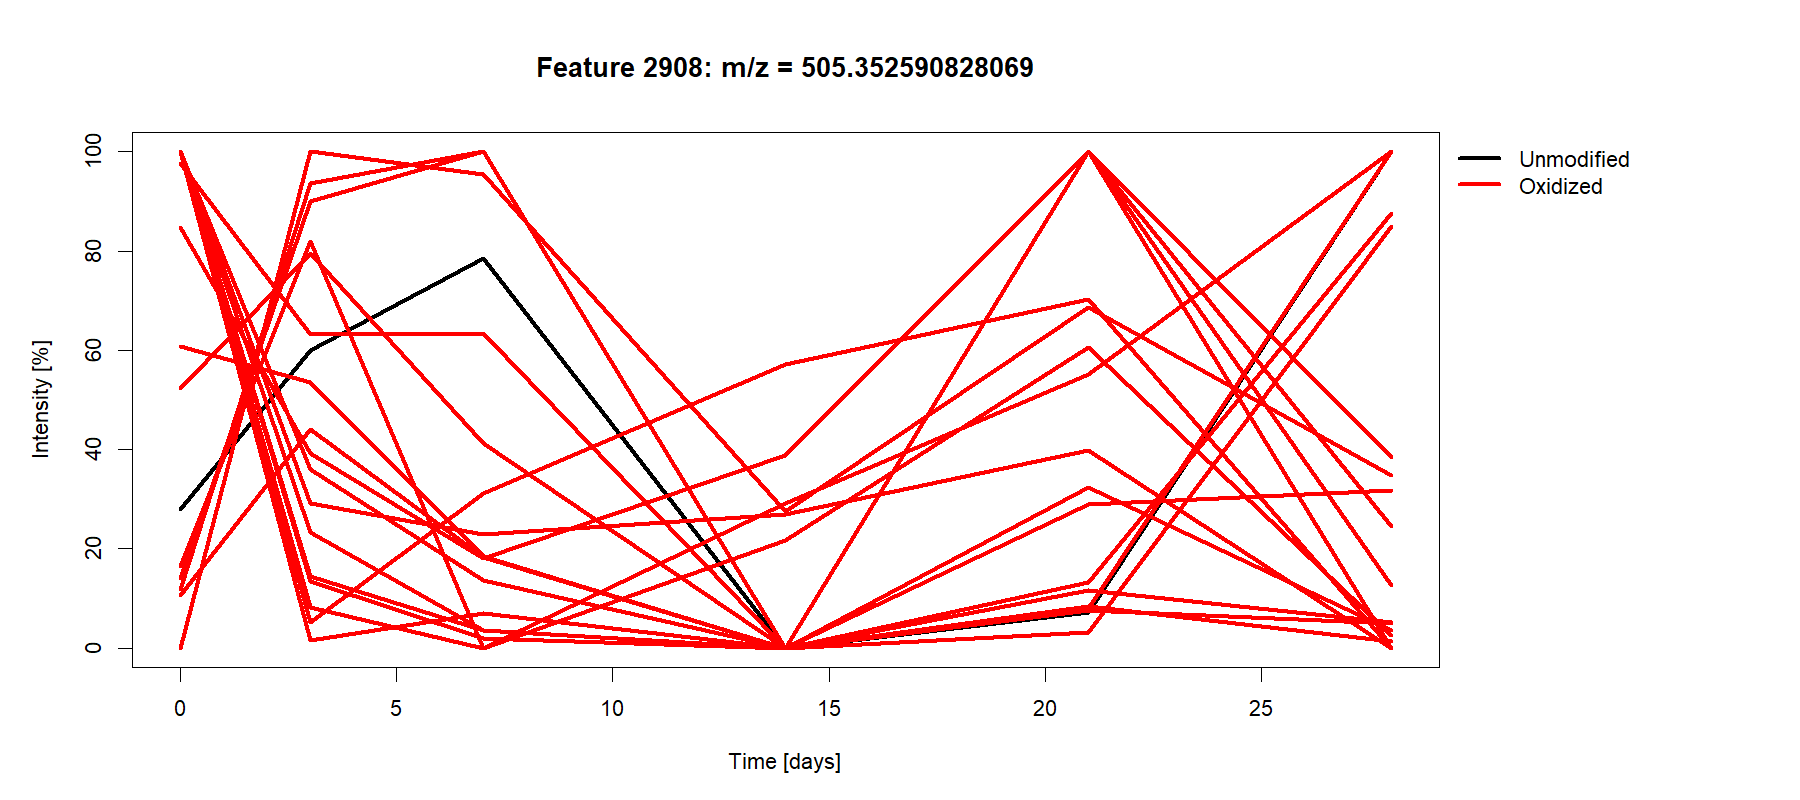 Feature 2908: m/z = 505.352590828069
Unmodified
Oxidized
Intensity [%]
100
80
60
40
20
0
0 5 10 15 20 25
Time [days]